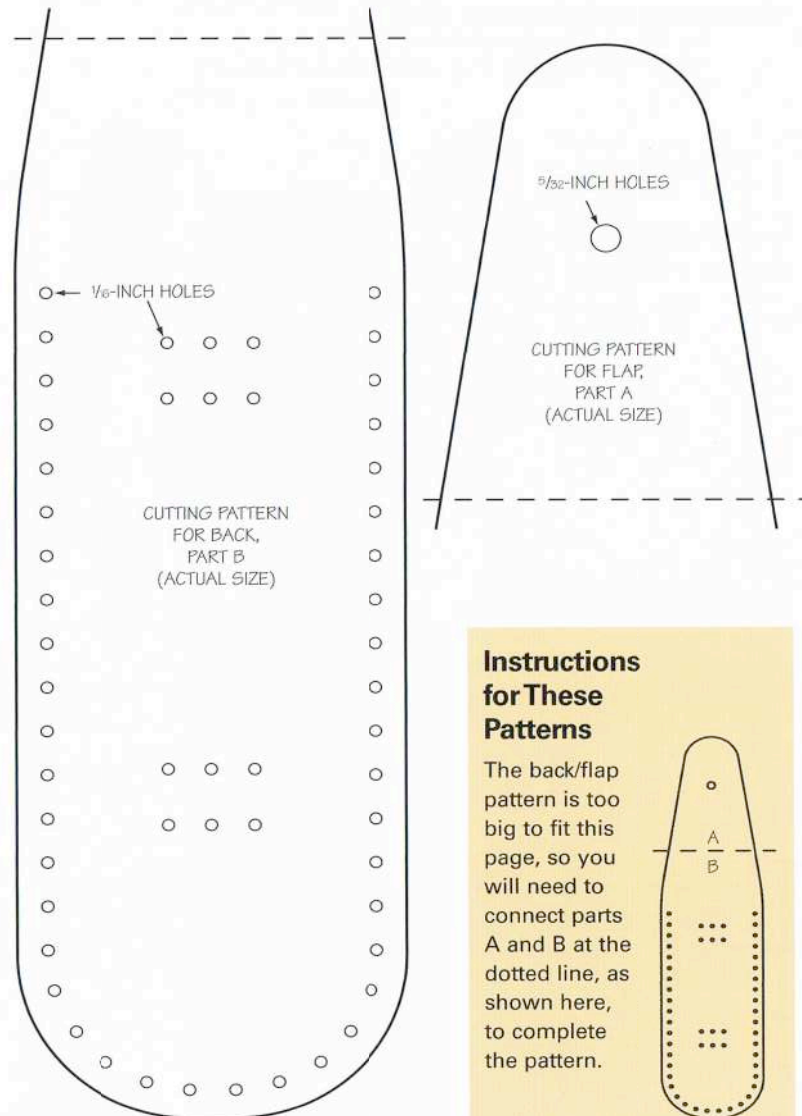 1/16-INCH HOLES
CUTTING PATTERN
FOR BACK,
PART B
(ACTUAL SIZE)
5/32-INCH HOLES
CUTTING PATTERN
FOR FLAP,
PART A
(ACTUAL SIZE)
Instructions
for These
Patterns
The back/flap
pattern is too
big to fit this
page, so you
will need to
connect parts
A and B at the
dotted line, as
shown here,
to complete
the pattern.
A
B